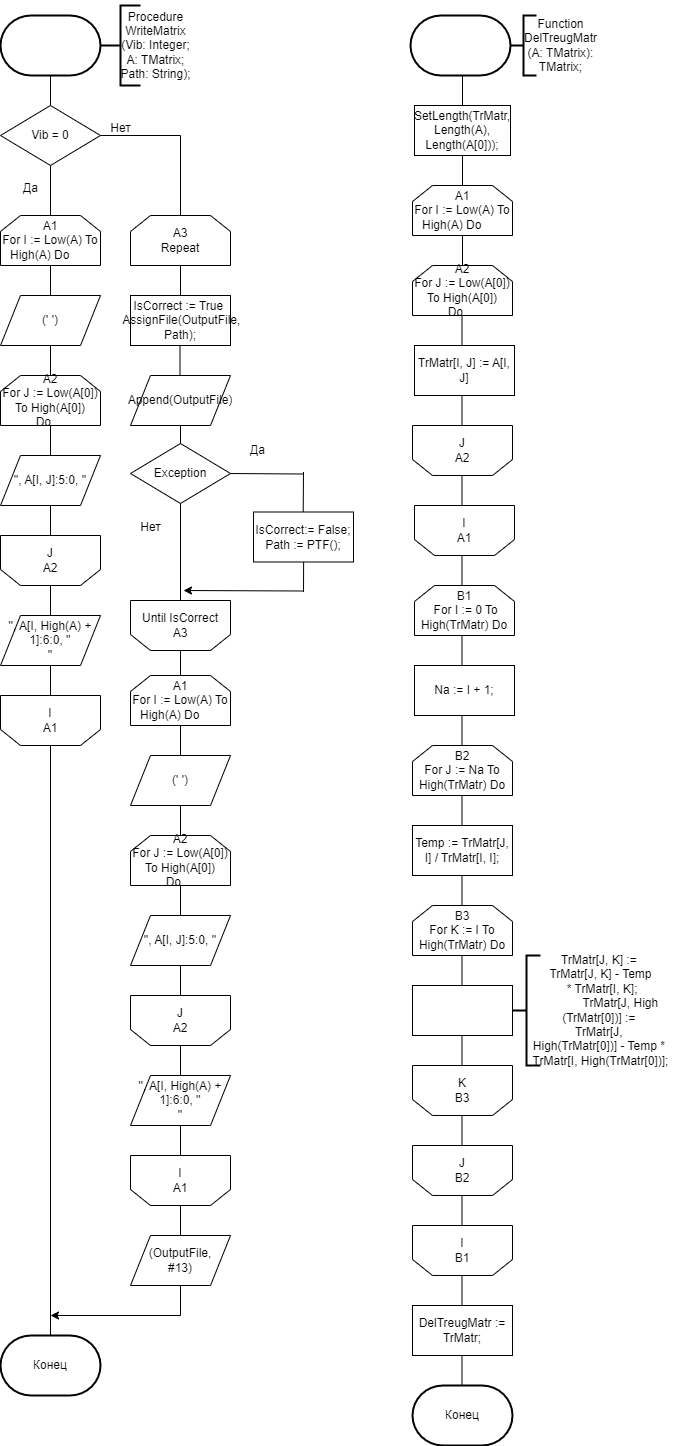 Procedure
WriteMatrix
(Vib: Integer;
A: TMatrix;
Path: String);
Vib = 0
Нет
Да
A1
For I := Low(A) To
High(A) Do
(' ')
A2
For J := Low(A[0])
To High(A[0])
Do
", A[I, J]:5:0, "
J
A2
" A[I, High(A) +
1]:6:0, "
"
I
A1
A3
Repeat
IsCorrect := True
AssignFile(OutputFile,
Path);
Append(OutputFile)
Exception
Да
Нет
IsCorrect:= False;
Path := PTF();
Until IsCorrect
A3
A1
For I := Low(A) To
High(A) Do
(' ')
A2
For J := Low(A[0])
To High(A[0])
Do
", A[I, J]:5:0, "
J
A2
" A[I, High(A) +
1]:6:0, "
"
I
A1
(OutputFile,
#13)
Конец
Function
DelTreugMatr
(A: TMatrix):
TMatrix;
SetLength(TrMatr,
Length(A),
Length(A[0]));
A1
For I := Low(A) To
High(A) Do
A2
For J := Low(A[0])
To High(A[0])
Do
TrMatr[I, J] := A[I,
J]
J
A2
I
A1
B1
For I := 0 To
High(TrMatr) Do
Na := I + 1;
B2
For J := Na To
High(TrMatr) Do
Temp := TrMatr[J,
I] / TrMatr[I, I];
B3
For K := I To
High(TrMatr) Do
TrMatr[J, K] :=
TrMatr[J, K] - Temp
* TrMatr[I, K];
TrMatr[J, High
(TrMatr[0])] :=
TrMatr[J,
High(TrMatr[0])] - Temp *
TrMatr[I, High(TrMatr[0])];
K
B3
J
B2
I
B1
DelTreugMatr :=
TrMatr;
Конец